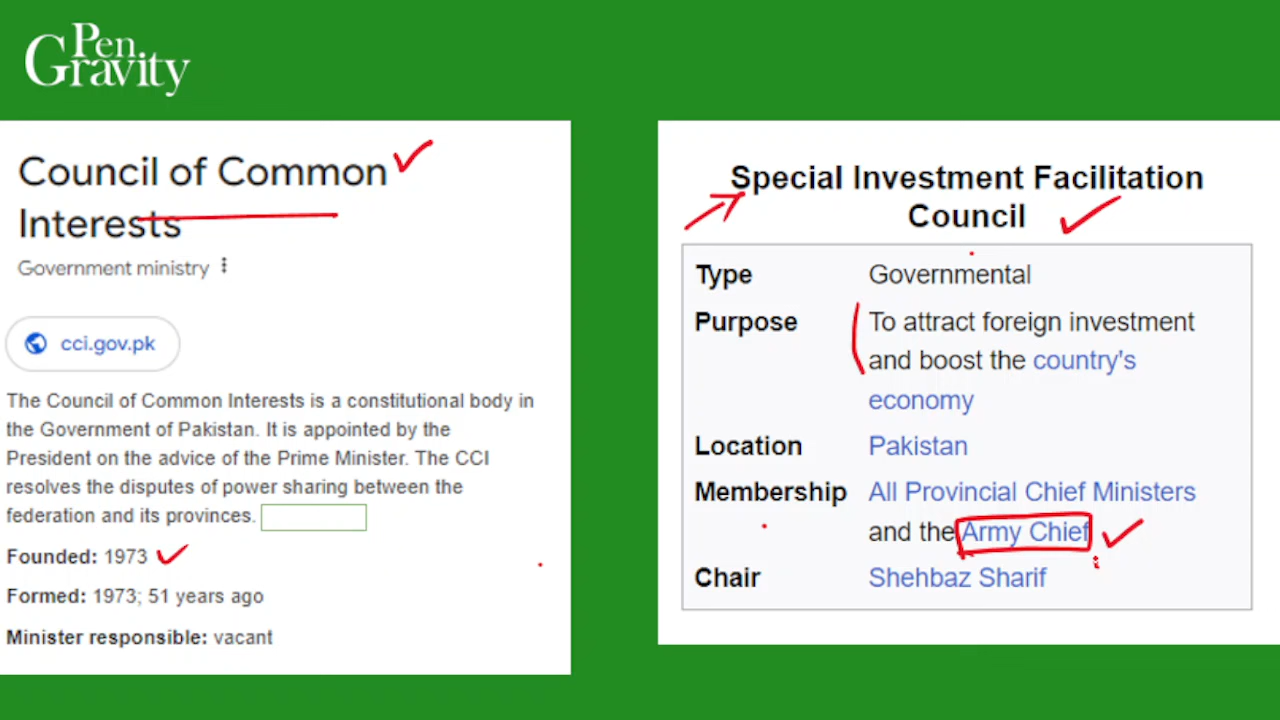 Pen
Gravity
Council of Common
Interests
Government ministry
cci.gov.pk
The Council of Common Interests is a constitutional body in
the Government of Pakistan. It is appointed by the
President on the advice of the Prime Minister. The CCI
resolves the disputes of power sharing between the
federation and its provinces.
Founded: 1973
Formed: 1973; 51 years ago
Minister responsible: vacant
Special Investment Facilitation
Council
Type Governmental
Purpose To attract foreign investment
and boost the country's
economy
Location Pakistan
Membership All Provincial Chief Ministers
and the Army Chief
Chair Shehbaz Sharif